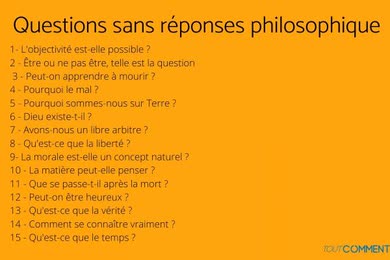 Questions sans réponses philosophique
1- L'objectivité est-elle possible ?
2 - Être ou ne pas être, telle est la question
3 - Peut-on apprendre à mourir ?
4 - Pourquoi le mal ?
5 - Pourquoi sommes-nous sur Terre ?
6 - Dieu existe-t-il ?
7 - Avons-nous un libre arbitre ?
8 - Qu'est-ce que la liberté ?
9- La morale est-elle un concept naturel ?
10 - La matière peut-elle penser ?
11 - Que se passe-t-il après la mort ?
12 - Peut-on être heureux ?
13 - Qu'est-ce que la vérité ?
14 - Comment se connaître vraiment ?
15 - Qu'est-ce que le temps ?
TOUTCOMMENT